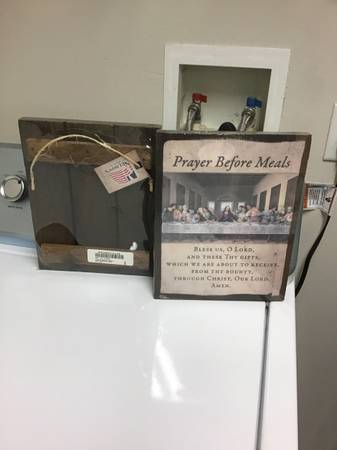 Prayer Before Meals
Bless us, O Lord,
and these Thy gifts,
which we are about to receive,
from thy bounty,
through Christ, Our Lord.
Amen.